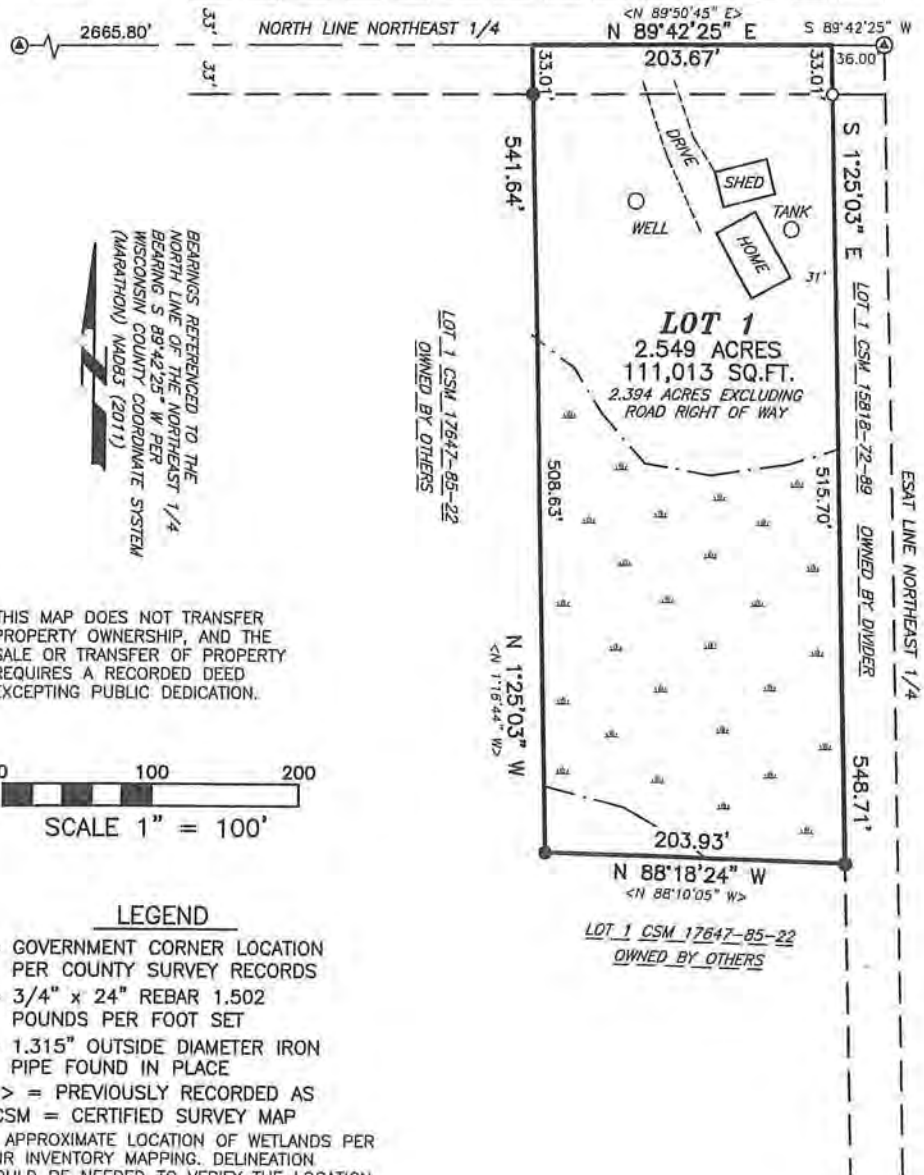 2665.80'
33'
33'
NORTH LINE NORTHEAST 1/4
<N 89°50'45" E>
N 89°42'25" E
203.67'
S 89°42'25" W
36.00'
33.01'
33.01'
541.64'
DRIVE
SHED
WELL
TANK
HOME
31'
S 1°25'03" E
LOT 1
2.549 ACRES
111,013 SQ.FT.
2.394 ACRES EXCLUDING
ROAD RIGHT OF WAY
LOT 1 CSM 15818-72-89 OWNED BY DIVIDER
ESAT LINE NORTHEAST 1/4
LOT 1 CSM 17647-85-22
OWNED BY OTHERS
508.63'
515.70'
N 1°25'03" W
<N 1°16'44" W>
548.71'
203.93'
N 88°18'24" W
<N 88°10'05" W>
LOT 1 CSM 17647-85-22
OWNED BY OTHERS
BEARINGS REFERENCED TO THE
NORTH LINE OF THE NORTHEAST 1/4
BEARING S 89°42'25" W PER
WISCONSIN COUNTY COORDINATE SYSTEM
(MARATHON) NAD83 (2011)
N
THIS MAP DOES NOT TRANSFER
PROPERTY OWNERSHIP, AND THE
SALE OR TRANSFER OF PROPERTY
REQUIRES A RECORDED DEED
EXCEPTING PUBLIC DEDICATION.
0 100 200
SCALE 1" = 100'
LEGEND
GOVERNMENT CORNER LOCATION
PER COUNTY SURVEY RECORDS
3/4" x 24" REBAR 1.502
POUNDS PER FOOT SET
1.315" OUTSIDE DIAMETER IRON
PIPE FOUND IN PLACE
> = PREVIOUSLY RECORDED AS
CSM = CERTIFIED SURVEY MAP
APPROXIMATE LOCATION OF WETLANDS PER
NR INVENTORY MAPPING. DELINEATION
OULD BE NEEDED TO VERIFY THE LOCATION